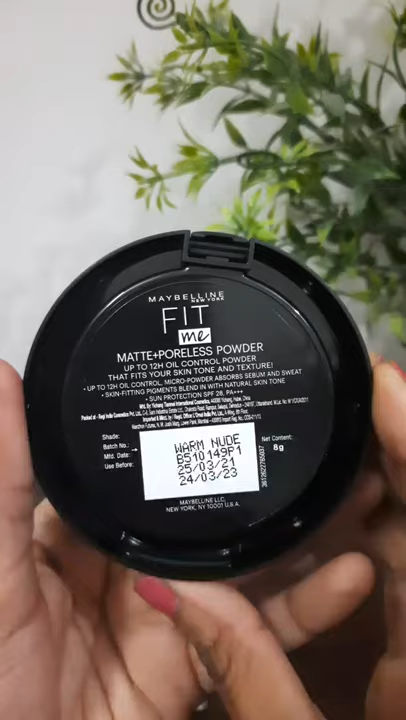 MAYBELLINE
NEW YORK
FIT
me
MATTE+PORELESS POWDER
UP TO 12H OIL CONTROL POWDER
THAT FITS YOUR SKIN TONE AND TEXTURE!
• UP TO 12H OIL CONTROL, MICRO-POWDER ABSORBS SEBUM AND SWEAT
• SKIN-FITTING PIGMENTS BLEND IN WITH NATURAL SKIN TONE
• SUN PROTECTION SPF 28, PA+++
Shade: WARM NUDE
Batch No.: B510149P1
Mfd. Date: 25/03/21
Use Before: 24/03/23
Net Content:
8g
MAYBELLINE LLC,
NEW YORK, NY 10001 U.S.A.